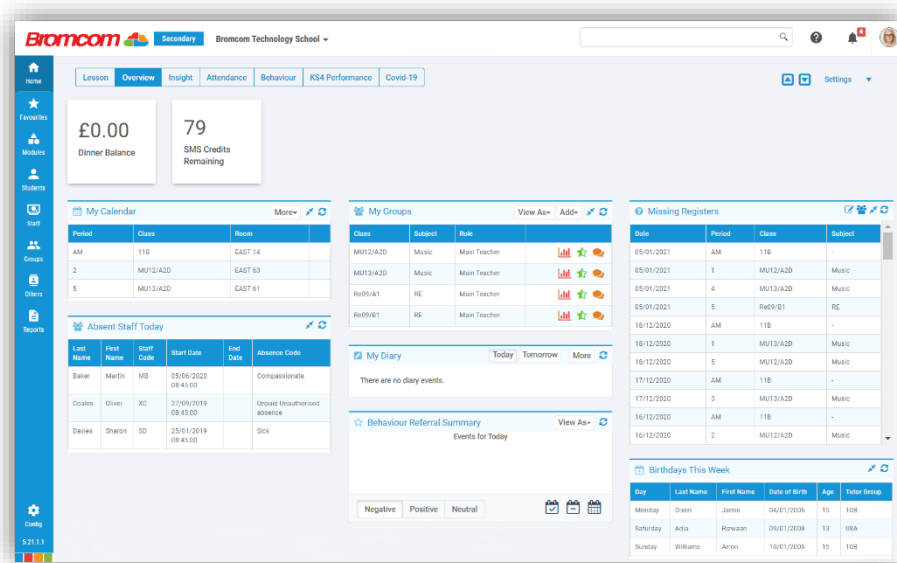 Bromcom Secondary Bromcom Technology School
4
Home
Favourites
Modules
Students
Staff
Groups
Others
Reports
Config
5.21.1.1
Lesson Overview Insight Attendance Behaviour KS4 Performance Covid-19
Settings
£0.00
Dinner Balance
79
SMS Credits
Remaining
My Calendar More
Period Class Room
AM 11B EAST 14
2 MU12/A2D EAST 63
5 MU13/A2D EAST 61
Absent Staff Today
Last Name First Name Staff Code Start Date End Date Absence Code
Baker Martin MB 05/06/2020 08:45:00 Compassionate
Coates Oliver XC 27/09/2019 08:45:00 Unpaid Unauthorised absence
Davies Sharon SD 25/01/2019 08:45:00 Sick
My Groups View As Add
Class Subject Role
MU12/A2D Music Main Teacher
MU13/A2D Music Main Teacher
Re09/A1 RE Main Teacher
Re09/B1 RE Main Teacher
My Diary Today Tomorrow More
There are no diary events.
Behaviour Referral Summary View As
Events for Today
Negative Positive Neutral
Missing Registers
Date Period Class Subject
05/01/2021 AM 11B -
05/01/2021 1 MU12/A2D Music
05/01/2021 4 MU13/A2D Music
05/01/2021 5 Re09/B1 RE
18/12/2020 AM 11B -
18/12/2020 1 MU13/A2D Music
18/12/2020 5 MU12/A2D Music
17/12/2020 AM 11B -
17/12/2020 3 MU13/A2D Music
16/12/2020 AM 11B -
16/12/2020 2 MU12/A2D Music
Birthdays This Week
Day Last Name First Name Date of Birth Age Tutor Group
Monday Dixon Jamie 04/01/2006 15 10B
Saturday Adia Rizwaan 09/01/2008 13 08A
Sunday Williams Arron 10/01/2006 15 10B